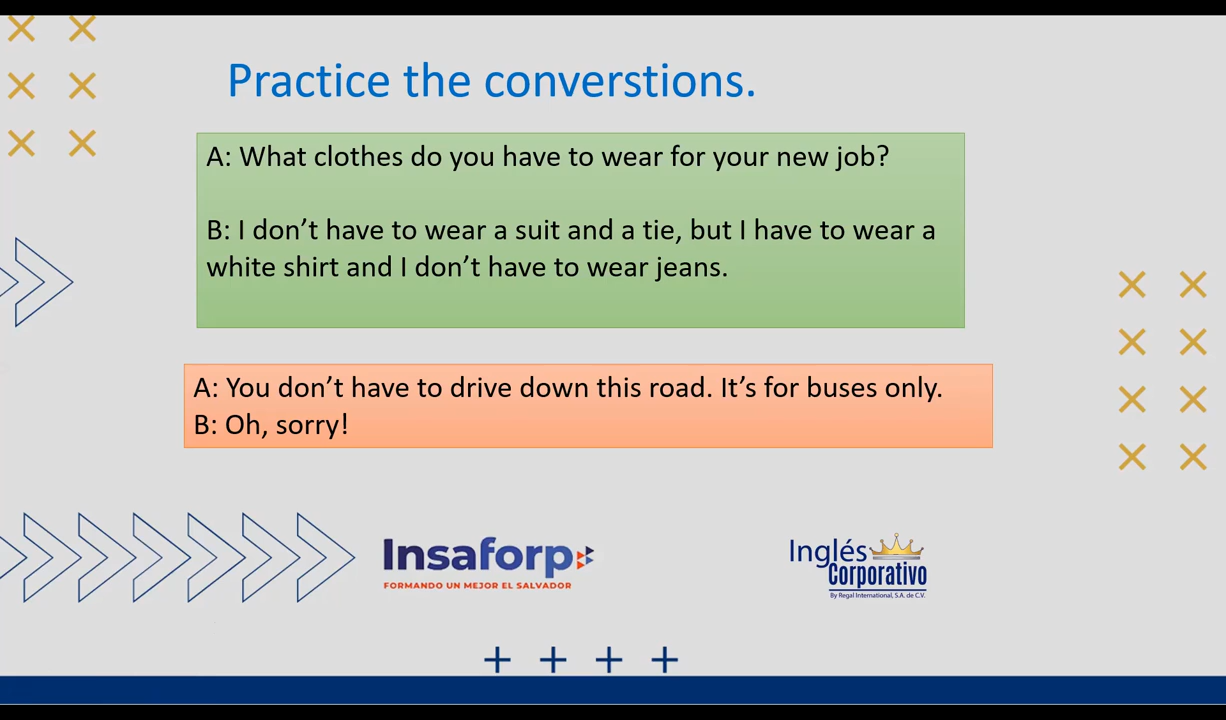 Practice the converstions.
A: What clothes do you have to wear for your new job?
B: I don’t have to wear a suit and a tie, but I have to wear a
white shirt and I don’t have to wear jeans.
A: You don’t have to drive down this road. It’s for buses only.
B: Oh, sorry!
Insaforp
FORMANDO UN MEJOR EL SALVADOR
Inglés
Corporativo
By Regal International, S.A. de C.V.